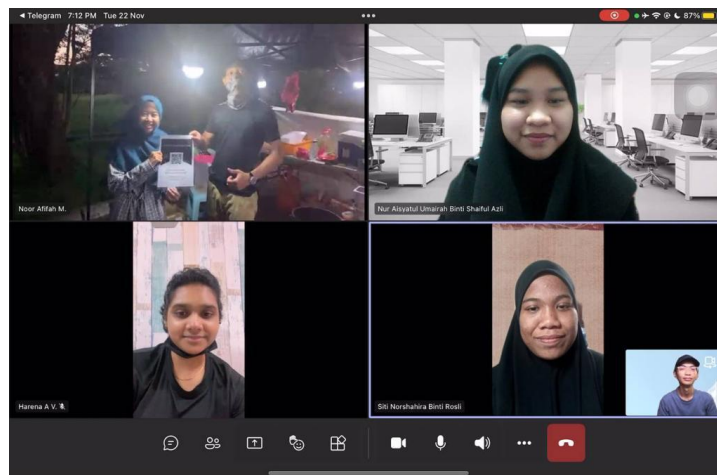 ◄ Telegram 7:12 PM Tue 22 Nov
87%
Noor Afifah M.
Nur Aisyatul Umairah Binti Shaiful Azli
Harena A V.
Siti Norshahira Binti Rosli